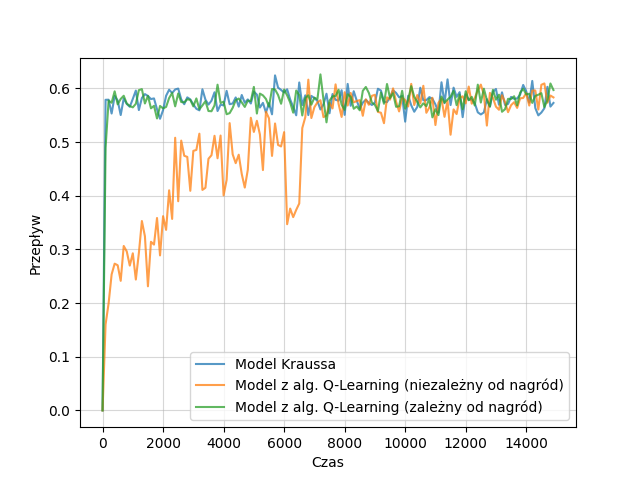 Przepływ
0.6
0.5
0.4
0.3
0.2
0.1
0.0
Model Kraussa
Model z alg. Q-Learning (niezależny od nagród)
Model z alg. Q-Learning (zależny od nagród)
0 2000 4000 6000 8000 10000 12000 14000
Czas